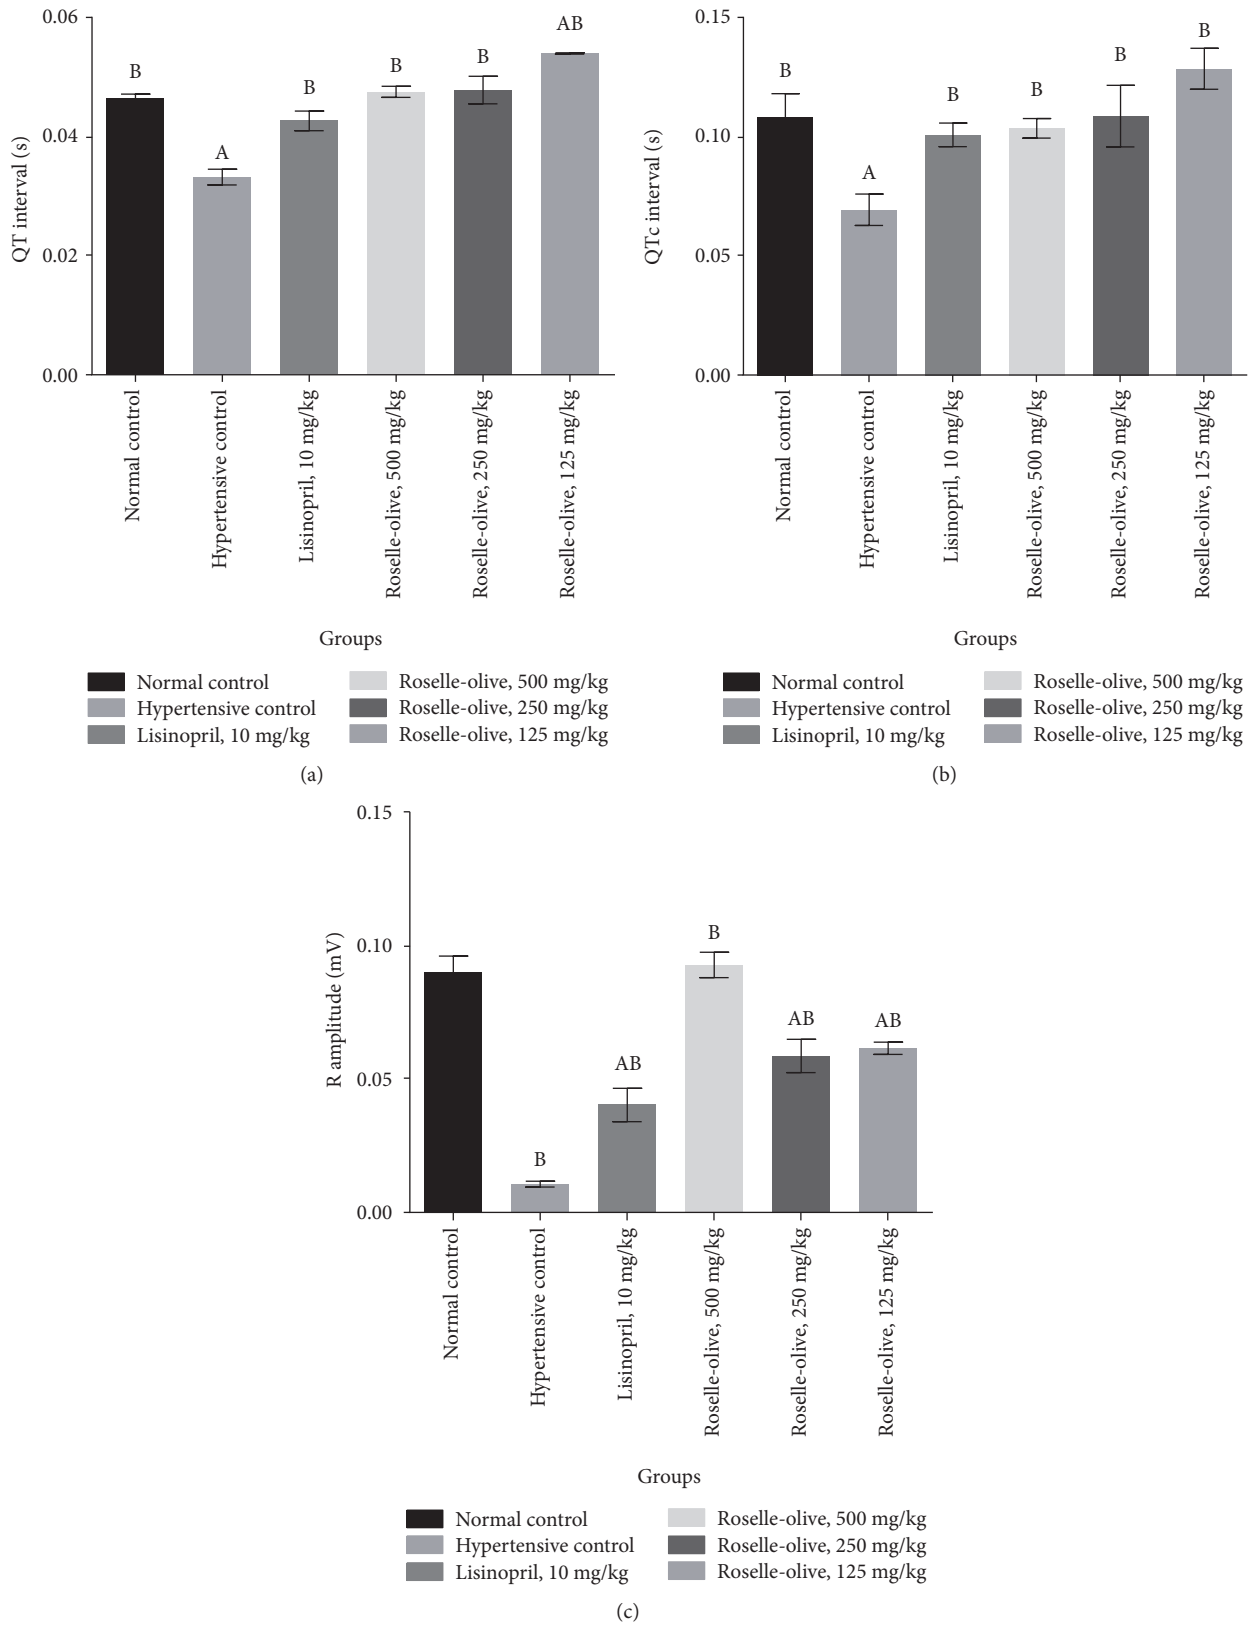 0.06
0.04
0.02
0.00
QT interval (s)
B
A
B
B
B
AB
Normal control
Hypertensive control
Lisinopril, 10 mg/kg
Roselle-olive, 500 mg/kg
Roselle-olive, 250 mg/kg
Roselle-olive, 125 mg/kg
Groups
Normal control
Hypertensive control
Lisinopril, 10 mg/kg
Roselle-olive, 500 mg/kg
Roselle-olive, 250 mg/kg
Roselle-olive, 125 mg/kg
(a)
0.15
0.10
0.05
0.00
QTc interval (s)
B
A
B
B
B
B
Normal control
Hypertensive control
Lisinopril, 10 mg/kg
Roselle-olive, 500 mg/kg
Roselle-olive, 250 mg/kg
Roselle-olive, 125 mg/kg
Groups
Normal control
Hypertensive control
Lisinopril, 10 mg/kg
Roselle-olive, 500 mg/kg
Roselle-olive, 250 mg/kg
Roselle-olive, 125 mg/kg
(b)
0.15
0.10
0.05
0.00
R amplitude (mV)
B
AB
B
AB
AB
Normal control
Hypertensive control
Lisinopril, 10 mg/kg
Roselle-olive, 500 mg/kg
Roselle-olive, 250 mg/kg
Roselle-olive, 125 mg/kg
Groups
Normal control
Hypertensive control
Lisinopril, 10 mg/kg
Roselle-olive, 500 mg/kg
Roselle-olive, 250 mg/kg
Roselle-olive, 125 mg/kg
(c)